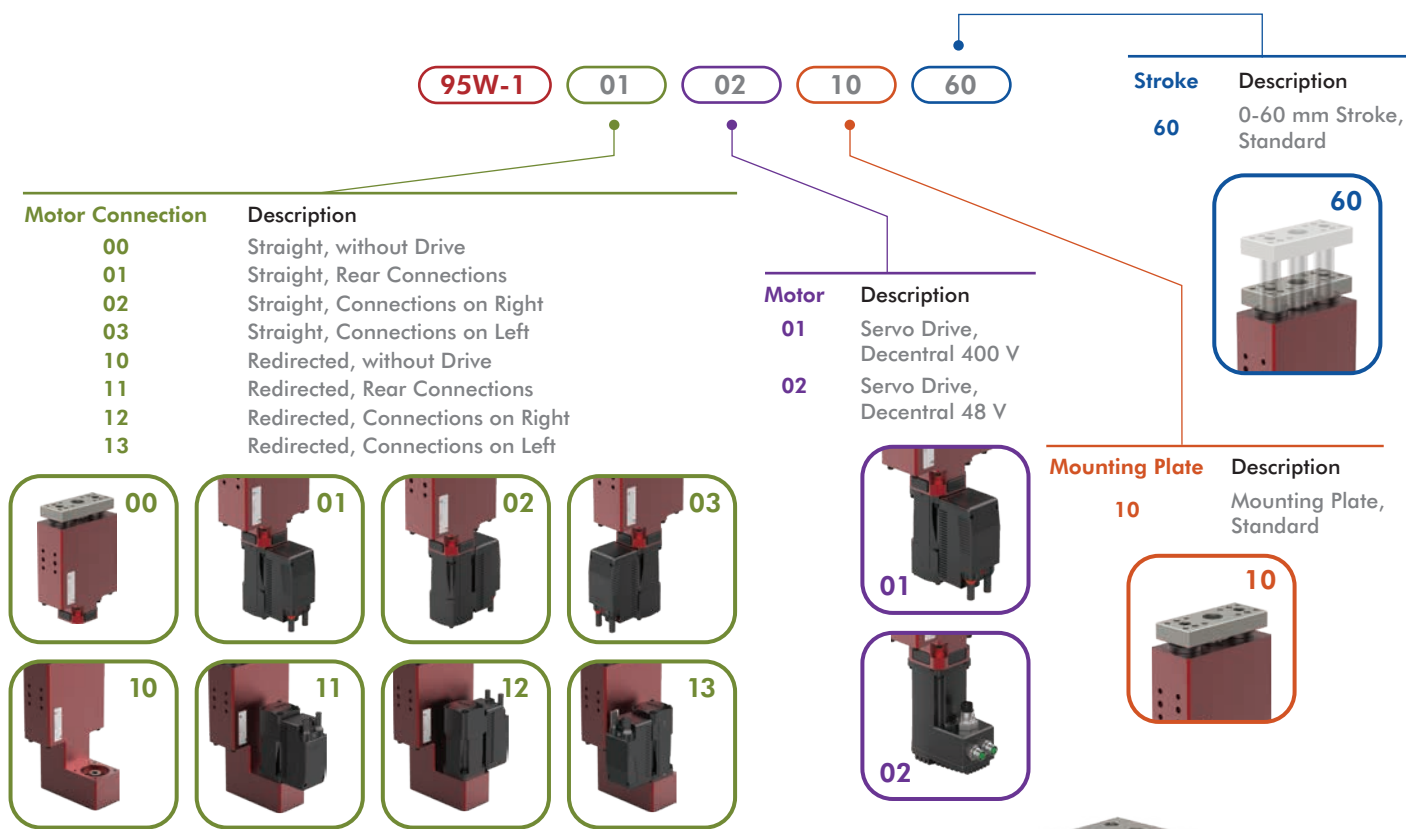 95W-1 01 02 10 60
Stroke Description
60 0-60 mm Stroke,
Standard
60
Motor Connection Description
00 Straight, without Drive
01 Straight, Rear Connections
02 Straight, Connections on Right
03 Straight, Connections on Left
10 Redirected, without Drive
11 Redirected, Rear Connections
12 Redirected, Connections on Right
13 Redirected, Connections on Left
00 01 02 03
10 11 12 13
Motor Description
01 Servo Drive,
Decentral 400 V
02 Servo Drive,
Decentral 48 V
01
02
Mounting Plate Description
10 Mounting Plate,
Standard
10